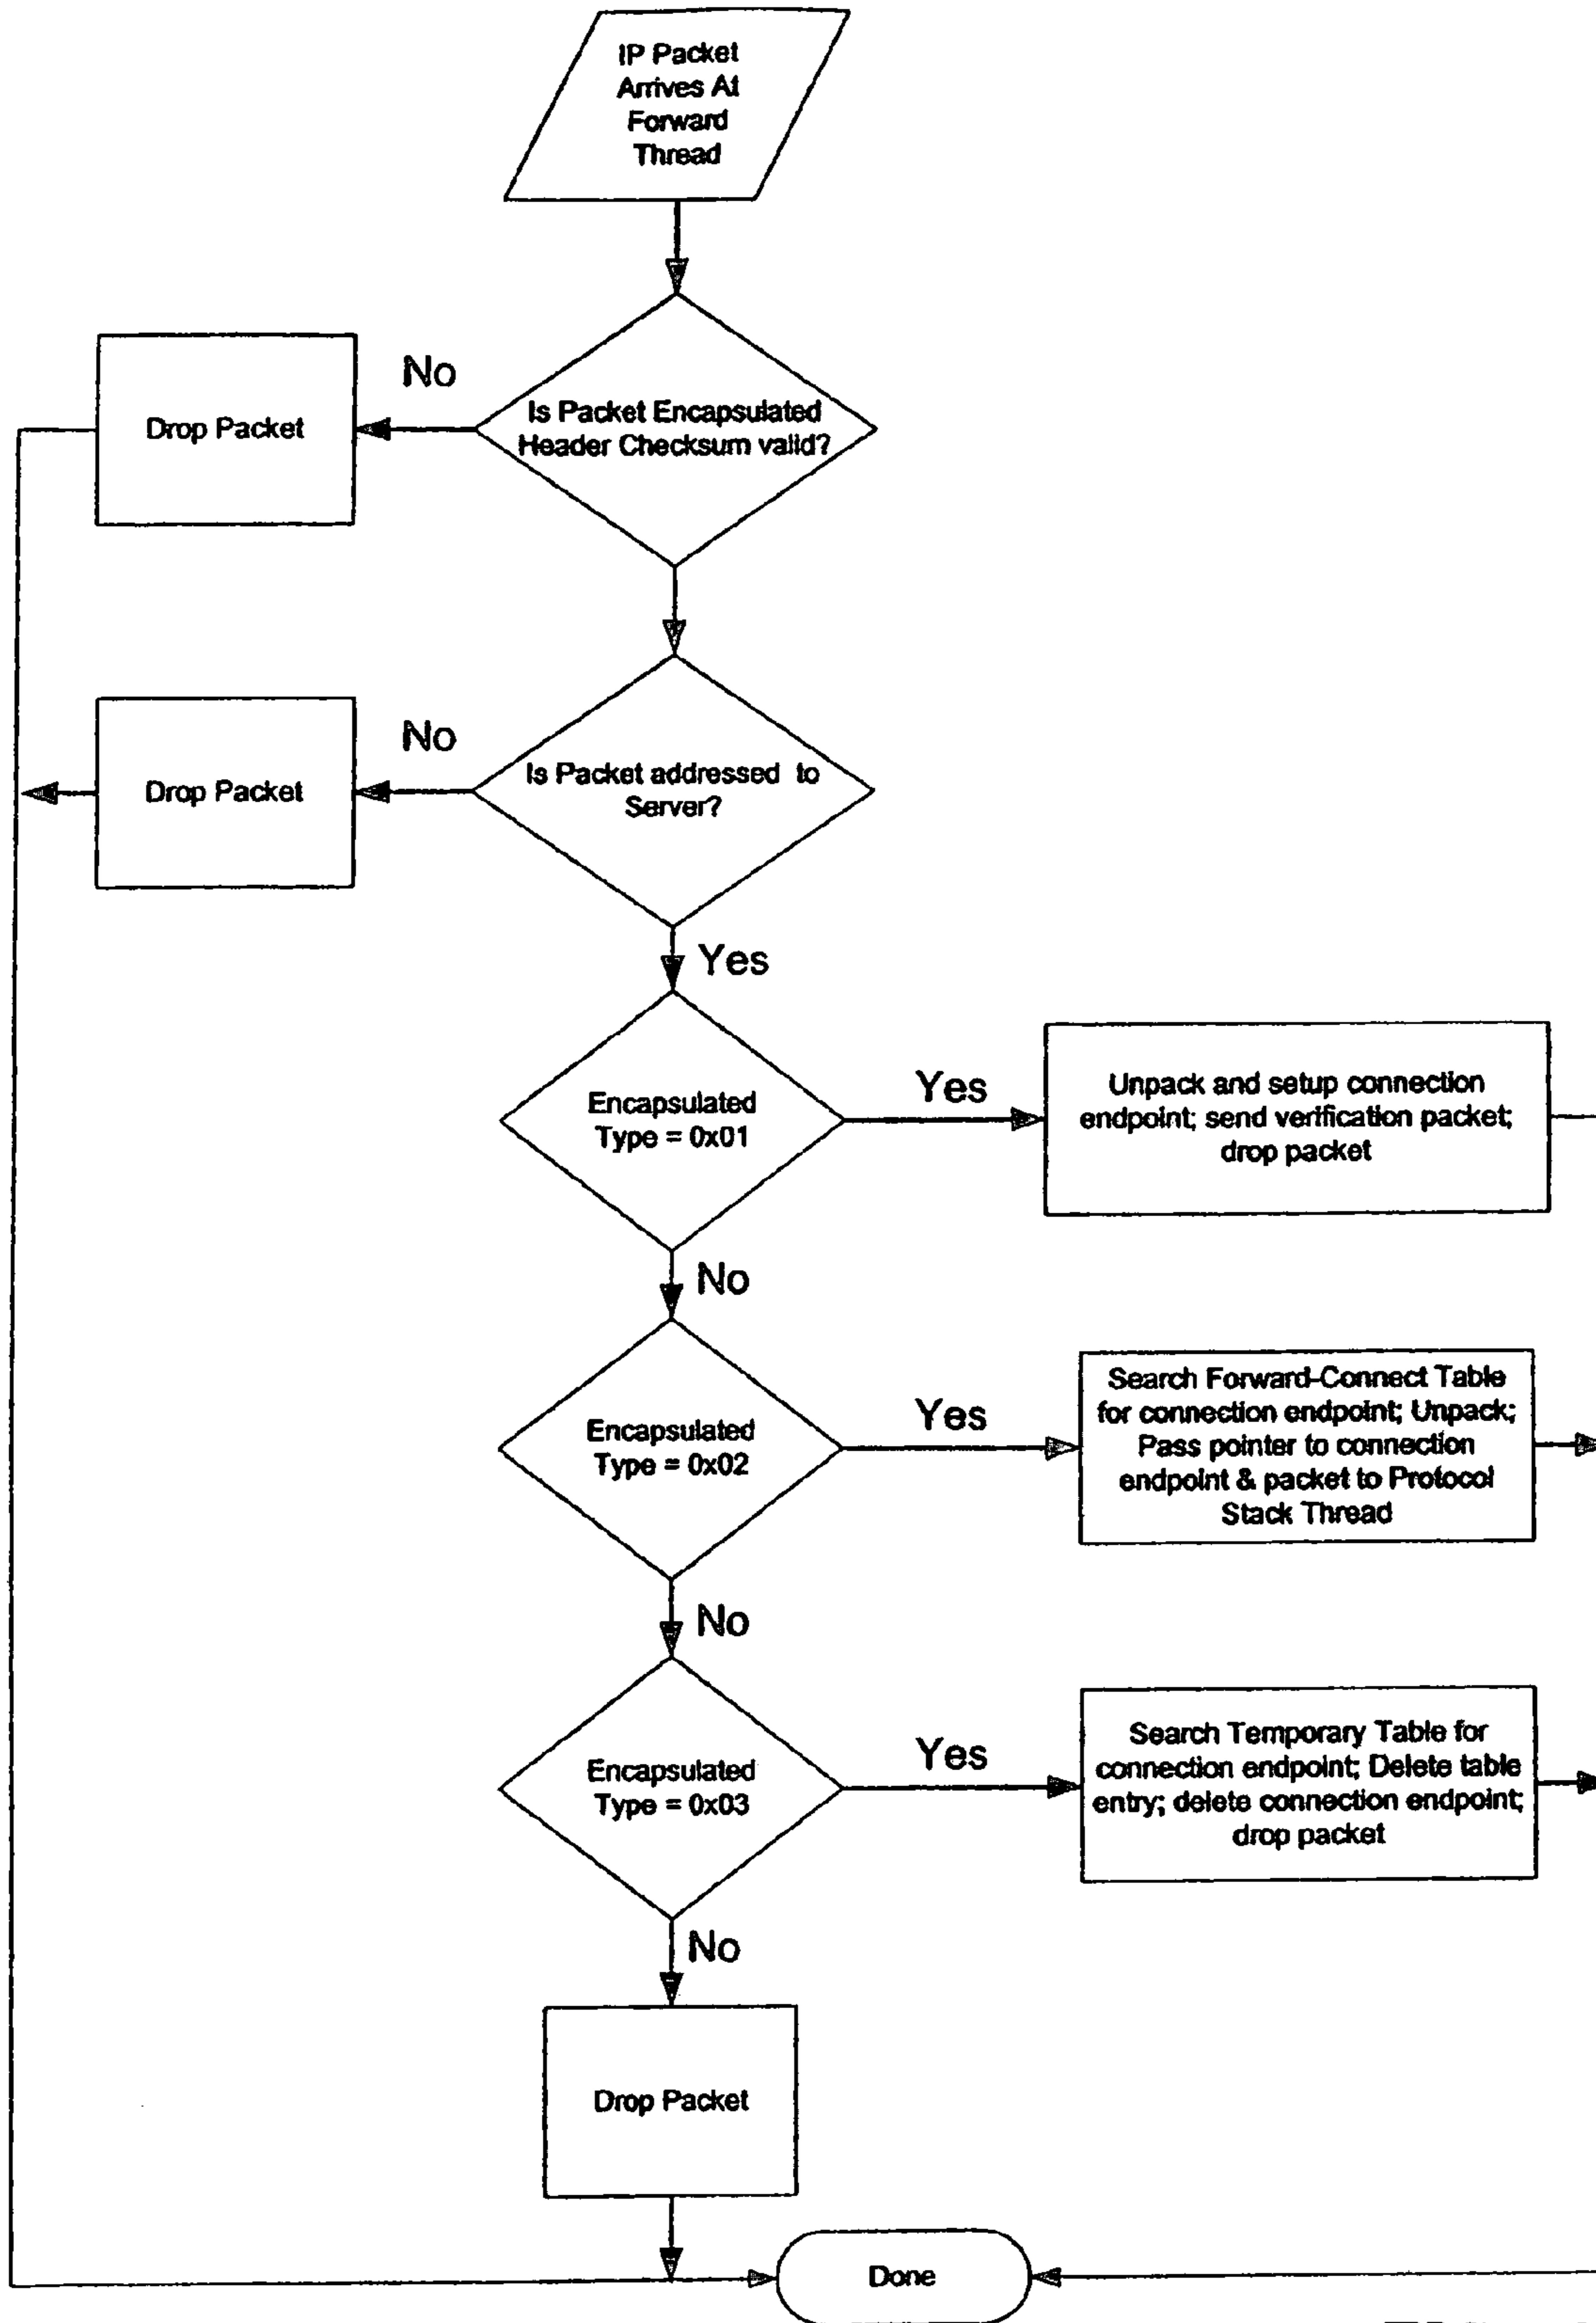 IP Packet
Arrives At
Forward
Thread
No
Is Packet Encapsulated
Header Checksum valid?
Drop Packet
No
Is Packet addressed to
Server?
Drop Packet
Yes
Encapsulated
Type = 0x01
Yes
Unpack and setup connection
endpoint; send verification packet;
drop packet
No
Encapsulated
Type = 0x02
Yes
Search Forward-Connect Table
for connection endpoint; Unpack;
Pass pointer to connection
endpoint & packet to Protocol
Stack Thread
No
Encapsulated
Type = 0x03
Yes
Search Temporary Table for
connection endpoint; Delete table
entry; delete connection endpoint;
drop packet
No
Drop Packet
Done